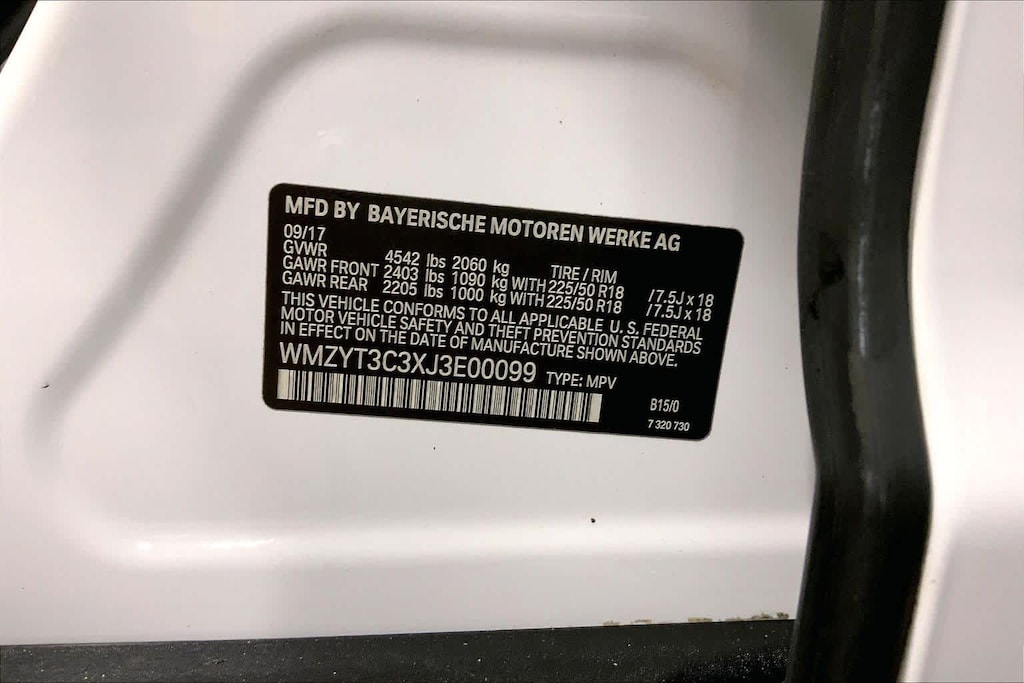 MFD BY BAYERISCHE MOTOREN WERKE AG
09/17
GVWR 4542 lbs 2060 kg TIRE / RIM
GAWR FRONT 2403 lbs 1090 kg WITH 225/50 R18 /7.5J x 18
GAWR REAR 2205 lbs 1000 kg WITH 225/50 R18 /7.5J x 18
THIS VEHICLE CONFORMS TO ALL APPLICABLE U. S. FEDERAL
MOTOR VEHICLE SAFETY AND THEFT PREVENTION STANDARDS
IN EFFECT ON THE DATE OF MANUFACTURE SHOWN ABOVE.
WMZYT3C3XJ3E00099 TYPE: MPV
B15/0
7 320 730